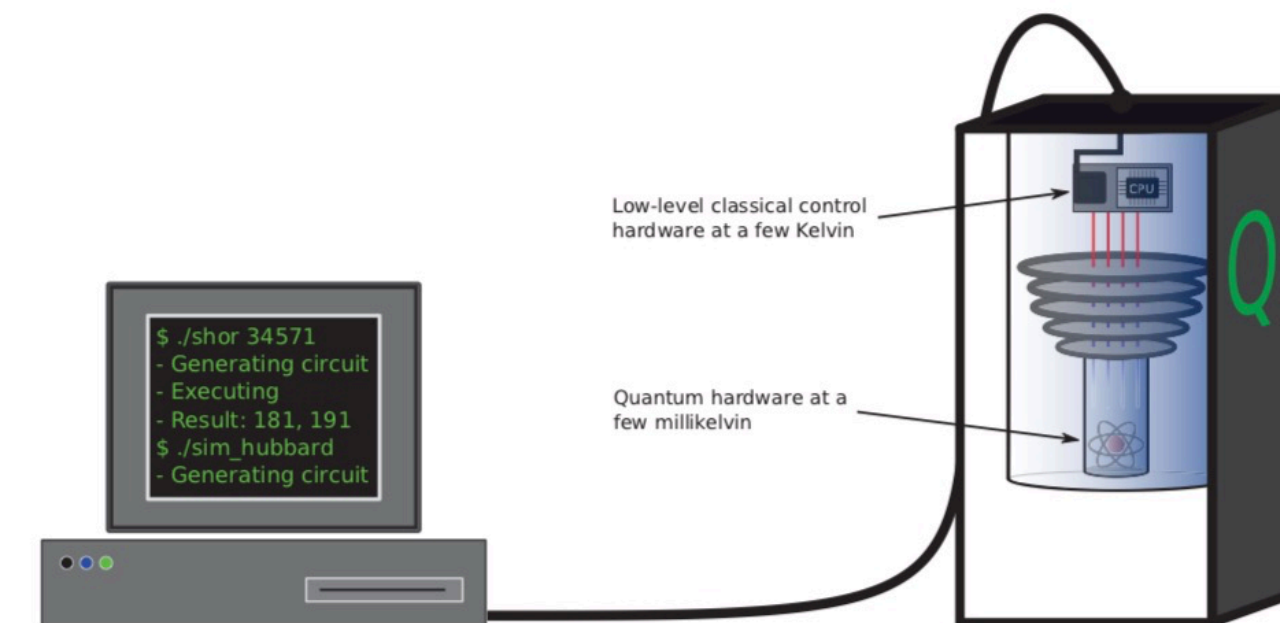 Low-level classical control
hardware at a few Kelvin
CPU
Q
$ ./shor 34571
- Generating circuit
- Executing
- Result: 181, 191
$ ./sim_hubbard
- Generating circuit
Quantum hardware at a
few millikelvin